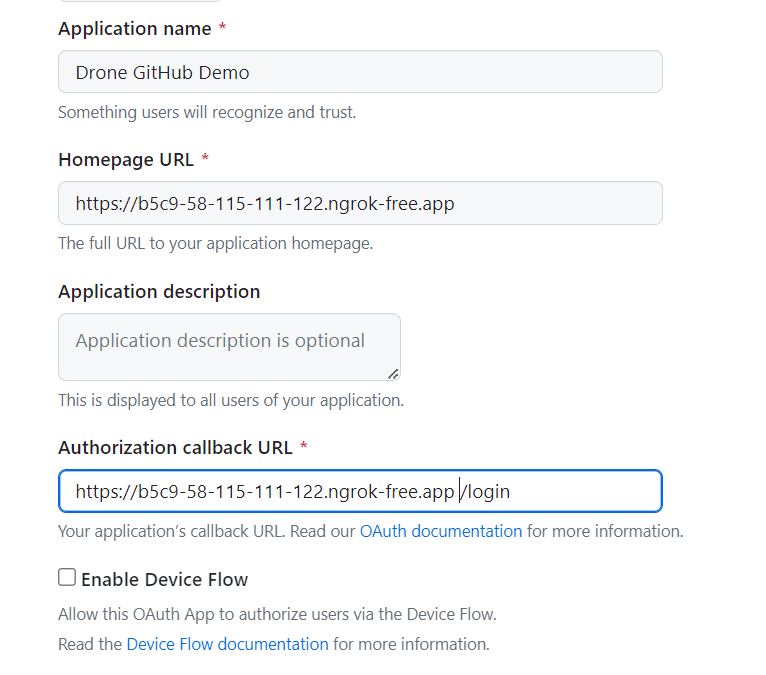 Application name *
Drone GitHub Demo
Something users will recognize and trust.
Homepage URL *
https://b5c9-58-115-111-122.ngrok-free.app
The full URL to your application homepage.
Application description
Application description is optional
This is displayed to all users of your application.
Authorization callback URL *
https://b5c9-58-115-111-122.ngrok-free.app /login
Your application’s callback URL. Read our OAuth documentation for more information.
Enable Device Flow
Allow this OAuth App to authorize users via the Device Flow.
Read the Device Flow documentation for more information.